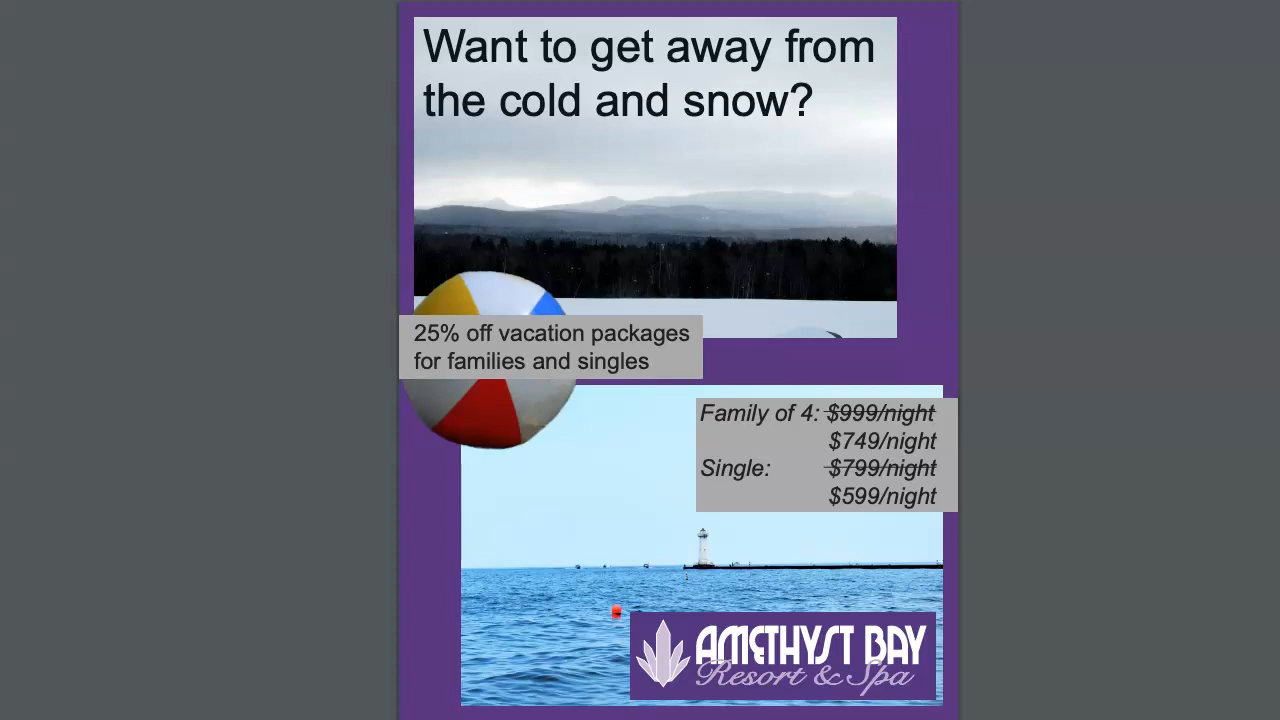 Want to get away from
the cold and snow?
25% off vacation packages
for families and singles
Family of 4: $999/night
$749/night
Single: $799/night
$599/night
AMETHYST BAY
Resort & Spa